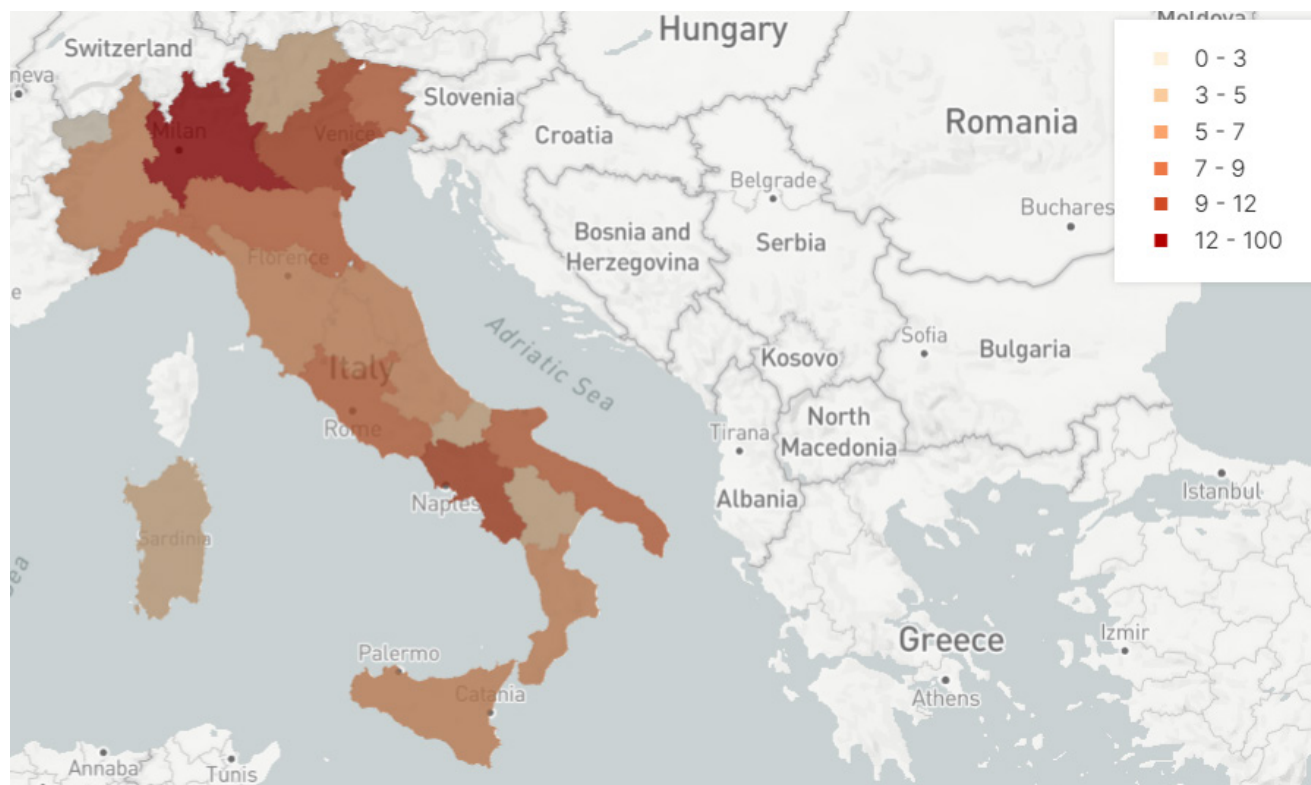 Moldova
Hungary
Switzerland
neva
Slovenia
Milan
Venice
Croatia
Romania
Belgrade
Buchares
Bosnia and
Herzegovina
Serbia
Florence
e
Adriatic Sea
Sofia
Bulgaria
Kosovo
Italy
Rome
North
Macedonia
Tirana
Albania
Istanbul
Naples
Sardinia
ea
Palermo
Catania
Greece
Izmir
Athens
Annaba
Tunis
0 - 3
3 - 5
5 - 7
7 - 9
9 - 12
12 - 100